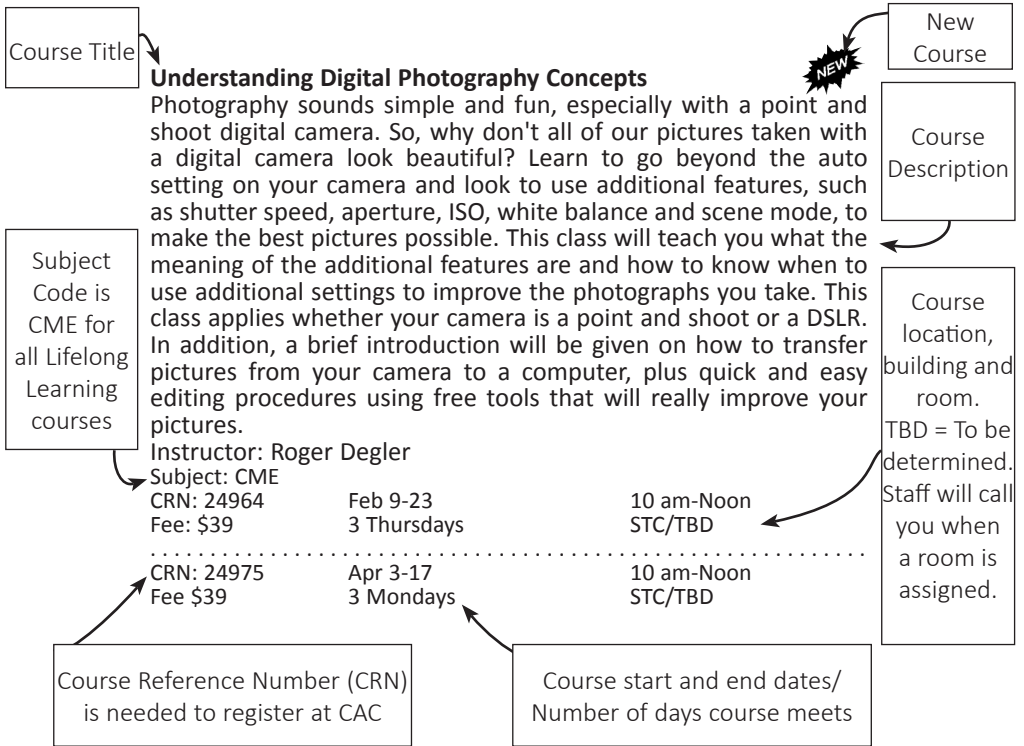 Course Title
New
Course
NEW
Understanding Digital Photography Concepts
Photography sounds simple and fun, especially with a point and
shoot digital camera. So, why don't all of our pictures taken with
a digital camera look beautiful? Learn to go beyond the auto
setting on your camera and look to use additional features, such
as shutter speed, aperture, ISO, white balance and scene mode, to
make the best pictures possible. This class will teach you what the
meaning of the additional features are and how to know when to
use additional settings to improve the photographs you take. This
class applies whether your camera is a point and shoot or a DSLR.
In addition, a brief introduction will be given on how to transfer
pictures from your camera to a computer, plus quick and easy
editing procedures using free tools that will really improve your
pictures.
Instructor: Roger Degler
Subject: CME
CRN: 24964 Feb 9-23 10 am-Noon
Fee: $39 3 Thursdays STC/TBD
CRN: 24975 Apr 3-17 10 am-Noon
Fee $39 3 Mondays STC/TBD
Course
Description
Subject
Code is
CME for
all Lifelong
Learning
courses
Course
location,
building and
room.
TBD = To be
determined.
Staff will call
you when
a room is
assigned.
Course Reference Number (CRN)
is needed to register at CAC
Course start and end dates/
Number of days course meets